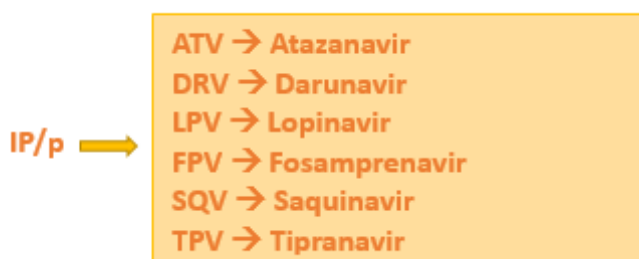 ATV → Atazanavir
DRV → Darunavir
LPV → Lopinavir
IP/p
FPV → Fosamprenavir
SQV → Saquinavir
TPV → Tipranavir